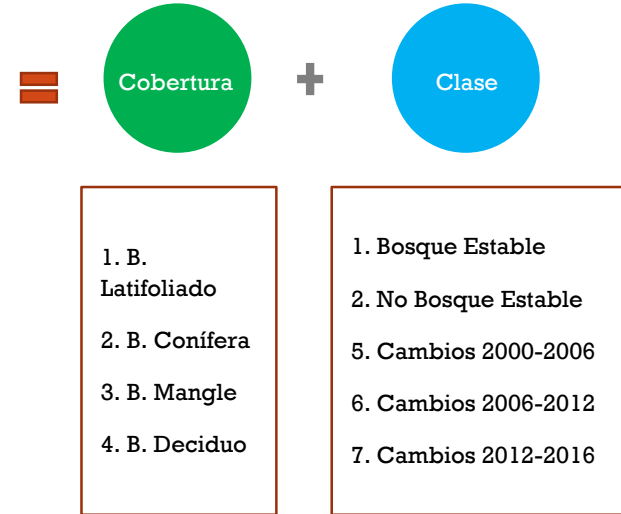 Cobertura
Clase
1. B.
Latifoliado
2. B. Conífera
3. B. Mangle
4. B. Deciduo
1. Bosque Estable
2. No Bosque Estable
5. Cambios 2000-2006
6. Cambios 2006-2012
7. Cambios 2012-2016